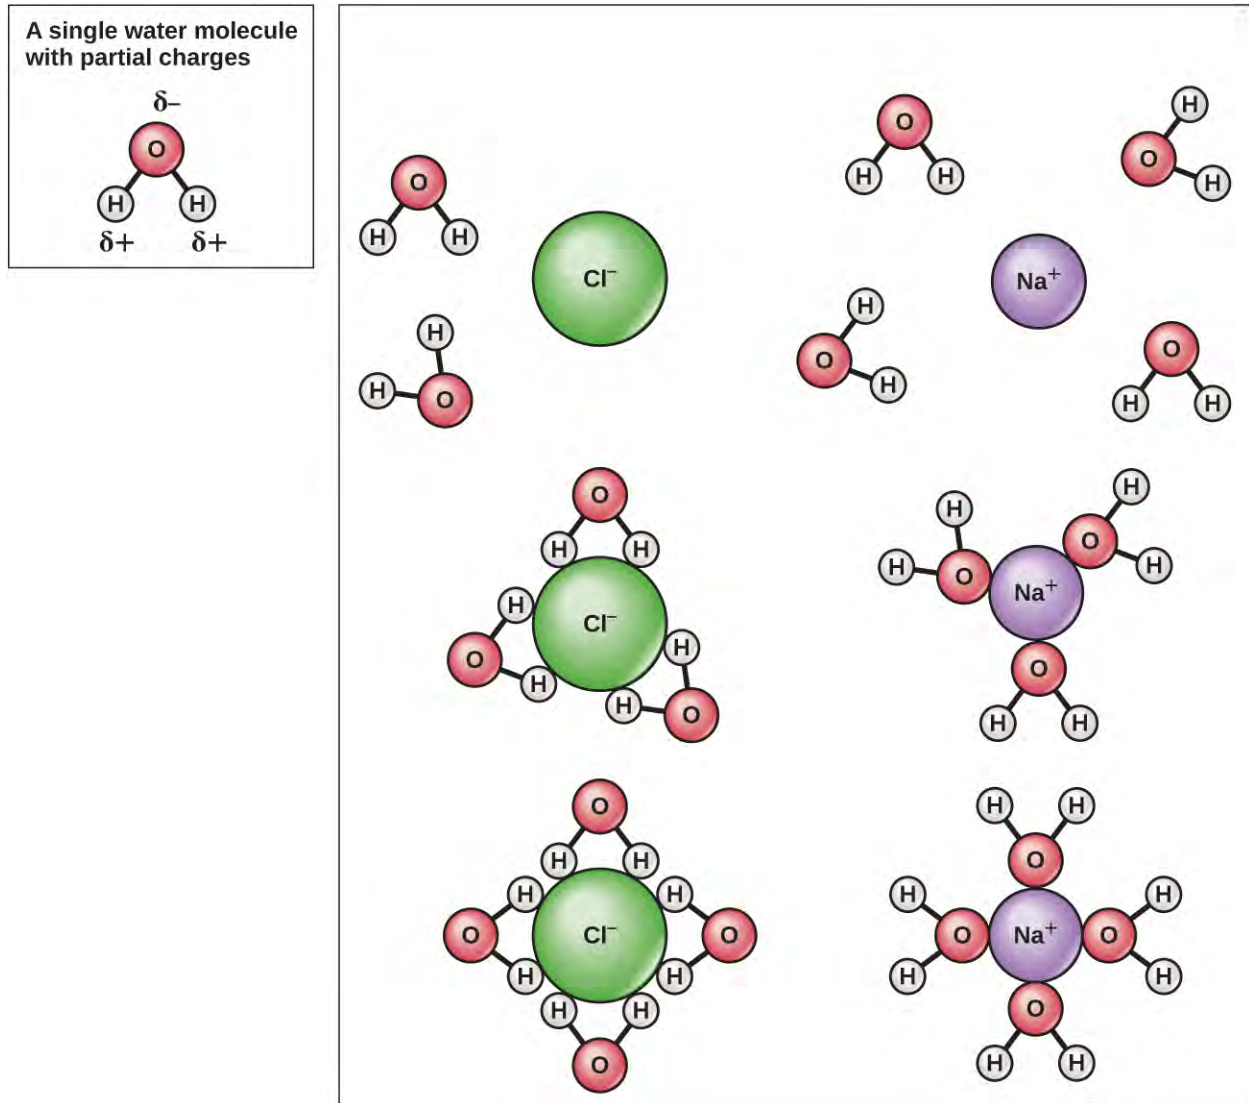 A single water molecule
with partial charges
δ–
O
H H
δ+ δ+
O
H H
O
H H
H
O
H
Cl⁻
Na⁺
H
H O
H
O
H
O
H H
O
H H
H
O
H
Cl⁻
H
H O
H
H O
H
O
H
Na⁺
O
H H
O
H H
H H
O O
H H
Cl⁻
H H
O
H H
O
H H
H O O H
Na⁺
H H
O
H H